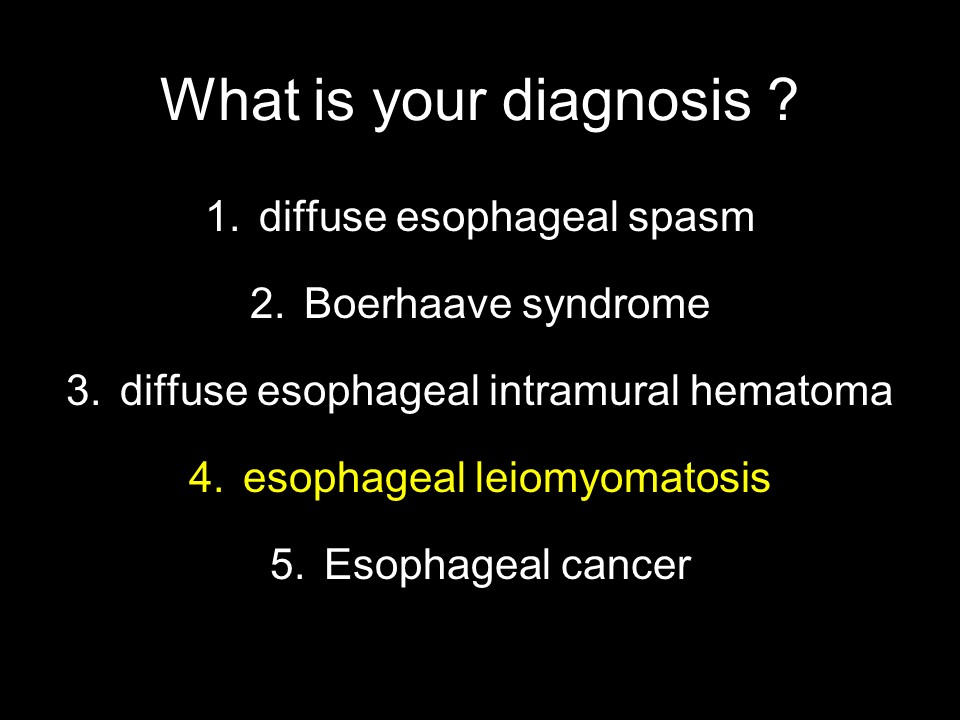 What is your diagnosis ?
1. diffuse esophageal spasm
2. Boerhaave syndrome
3. diffuse esophageal intramural hematoma
4. esophageal leiomyomatosis
5. Esophageal cancer